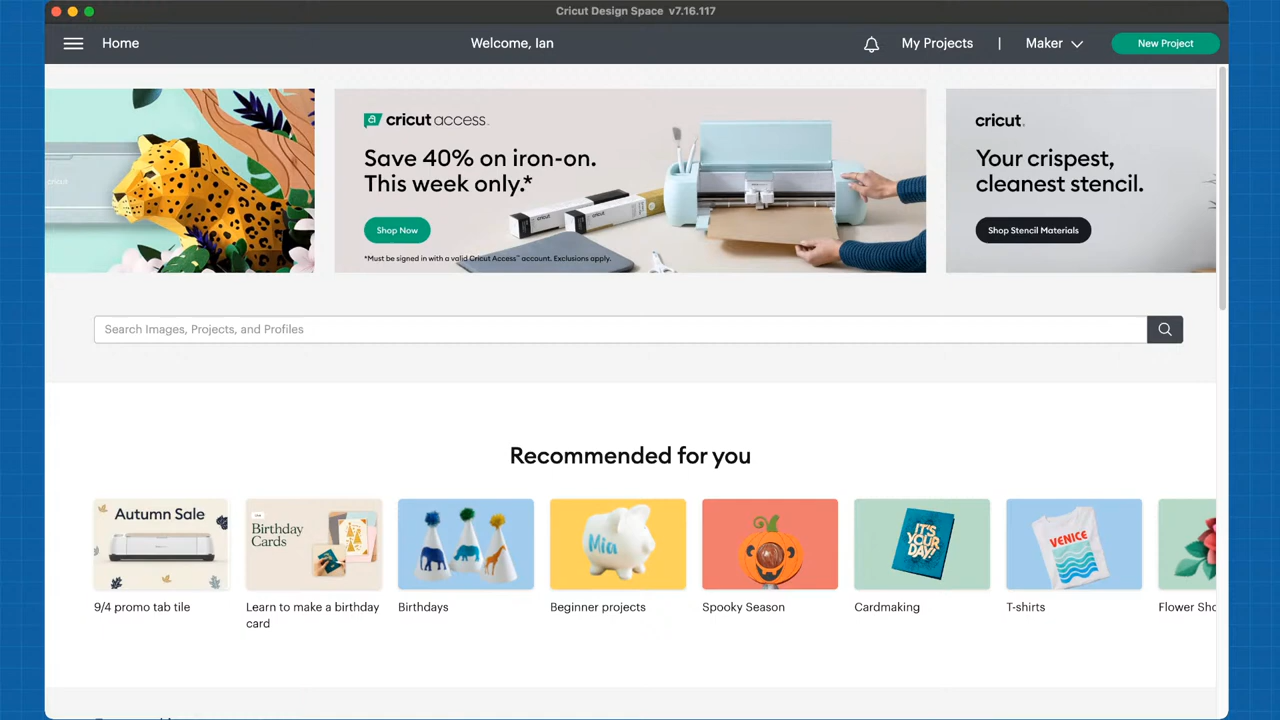 Cricut Design Space v7.16.117
Home
Welcome, Ian
My Projects
|
Maker
New Project
cricut
cricut access™
Save 40% on iron-on.
This week only.*
Shop Now
*Must be signed in with a valid Cricut Access™ account. Exclusions apply.
cricut
cricut.
Your crispest,
cleanest stencil.
Shop Stencil Materials
Search Images, Projects, and Profiles
Recommended for you
Autumn Sale
9/4 promo tab tile
Birthday
Cards
Learn to make a birthday
card
Birthdays
Mia
Beginner projects
Spooky Season
IT'S
YOUR
DAY!
Cardmaking
VENICE
T-shirts
Flower Sho